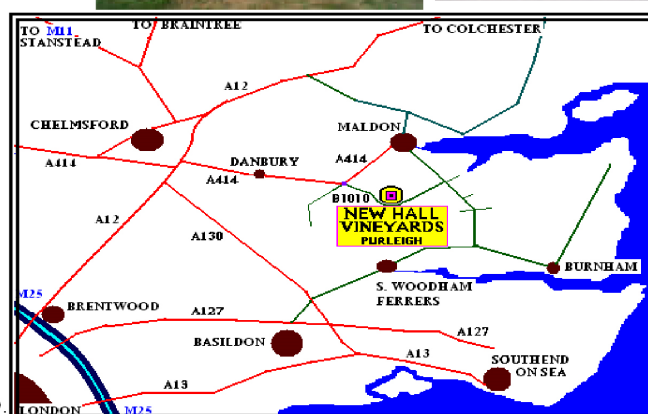 TO M11
STANSTEAD
TO BRAINTREE
TO COLCHESTER
A12
CHELMSFORD
MALDON
A414
DANBURY
A414
A414
B1010
NEW HALL
VINEYARDS
PURLEIGH
A12
A130
S. WOODHAM
FERRERS
BURNHAM
M25
BRENTWOOD
A127
BASILDON
A127
A13
SOUTHEND
ON SEA
A13
LONDON
M25